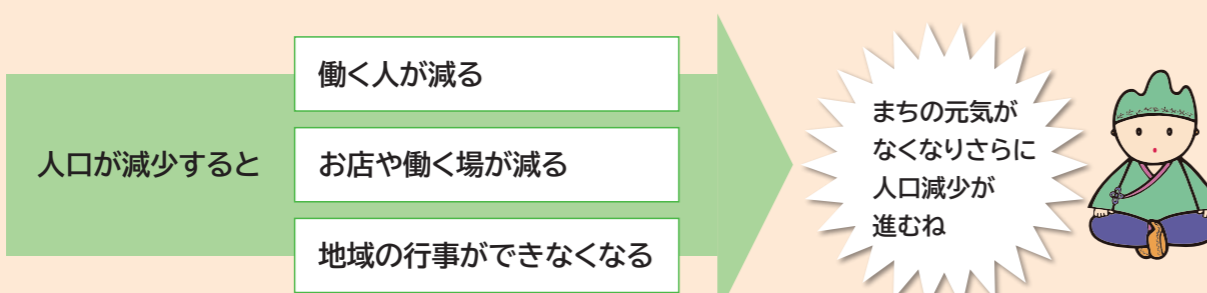 人口が減少すると
働く人が減る
お店や働く場が減る
地域の行事ができなくなる
まちの元気が
なくなりさらに
人口減少が
進むね